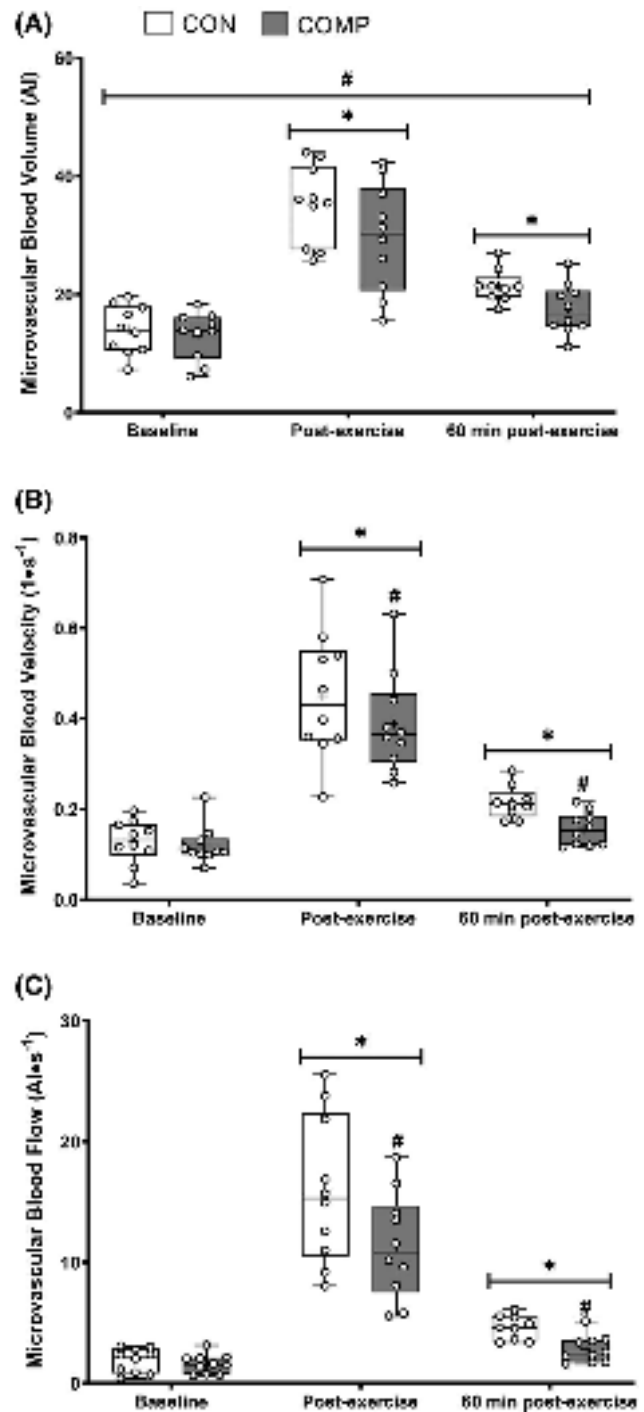 (A) CON COMP
Microvascular Blood Volume (AI)
60
40
20
0
#
*
*
Baseline Post-exercise 60 min post-exercise
(B)
Microvascular Blood Velocity (1•s⁻¹)
0.8
0.6
0.4
0.2
0.0
*
#
*
#
Baseline Post-exercise 60 min post-exercise
(C)
Microvascular Blood Flow (AI•s⁻¹)
30
20
10
0
*
#
*
#
Baseline Post-exercise 60 min post-exercise